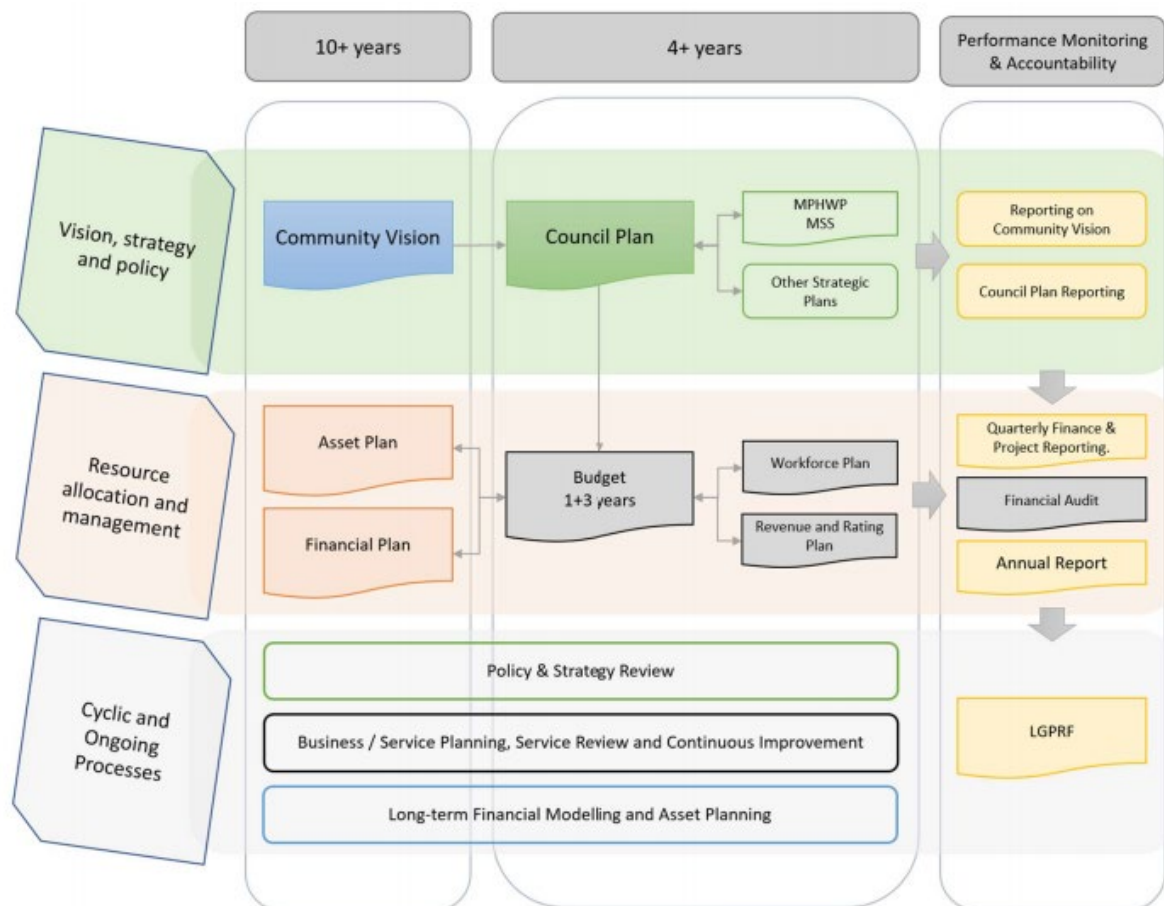 10+ years
4+ years
Performance Monitoring
& Accountability
Vision, strategy
and policy
Community Vision
Council Plan
MPHWP
MSS
Other Strategic
Plans
Reporting on
Community Vision
Council Plan Reporting
Resource
allocation and
management
Asset Plan
Financial Plan
Budget
1+3 years
Workforce Plan
Revenue and Rating
Plan
Quarterly Finance &
Project Reporting.
Financial Audit
Annual Report
Cyclic and
Ongoing
Processes
Policy & Strategy Review
Business / Service Planning, Service Review and Continuous Improvement
Long-term Financial Modelling and Asset Planning
LGPRF